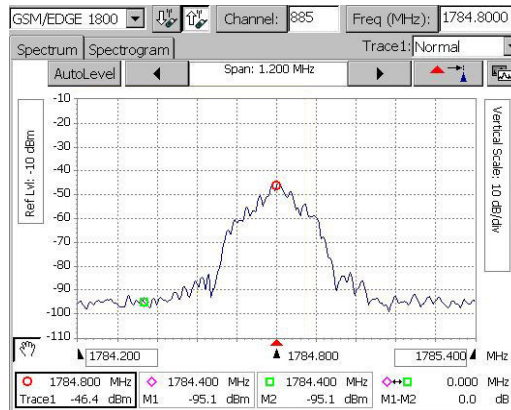 GSM/EDGE 1800 Channel: 885 Freq (MHz): 1784.8000
Spectrum Spectrogram Trace1: Normal
AutoLevel Span: 1.200 MHz
Ref Lvl: -10 dBm
-10
-20
-30
-40
-50
-60
-70
-80
-90
-100
-110
Vertical Scale: 10 dB/div
1784.200 1784.800 1785.400 MHz
1784.800 MHz 1784.400 MHz 1784.400 MHz 0.000 MHz
Trace1 -46.4 dBm M1 -95.1 dBm M2 -95.1 dBm M1-M2 0.0 dB